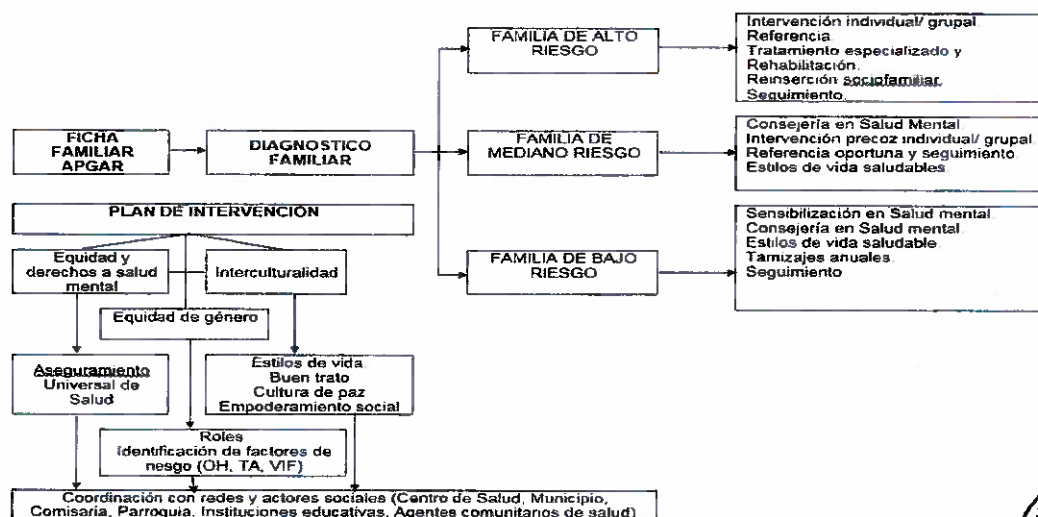 FAMILIA DE ALTO
RIESGO
Intervención individual/ grupal
Referencia.
Tratamiento especializado y
Rehabilitación.
Reinserción sociofamiliar.
Seguimiento.
FICHA
FAMILIAR
APGAR
DIAGNOSTICO
FAMILIAR
FAMILIA DE
MEDIANO RIESGO
Consejería en Salud Mental.
Intervención precoz individual/ grupal
Referencia oportuna y seguimiento.
Estilos de vida saludables.
FAMILIA DE BAJO
RIESGO
Sensibilización en Salud mental.
Consejería en Salud mental.
Estilos de vida saludable.
Tamizajes anuales.
Seguimiento
PLAN DE INTERVENCIÓN
Equidad y
derechos a salud
mental
Interculturalidad
Equidad de género
Aseguramiento
Universal de
Salud
Estilos de vida.
Buen trato
Cultura de paz
Empoderamiento social
Roles
Identificación de factores de
riesgo (OH, TA, VIF)
Coordinación con redes y actores sociales (Centro de Salud, Municipio,
Comisaría, Parroquia, Instituciones educativas, Agentes comunitarios de salud)